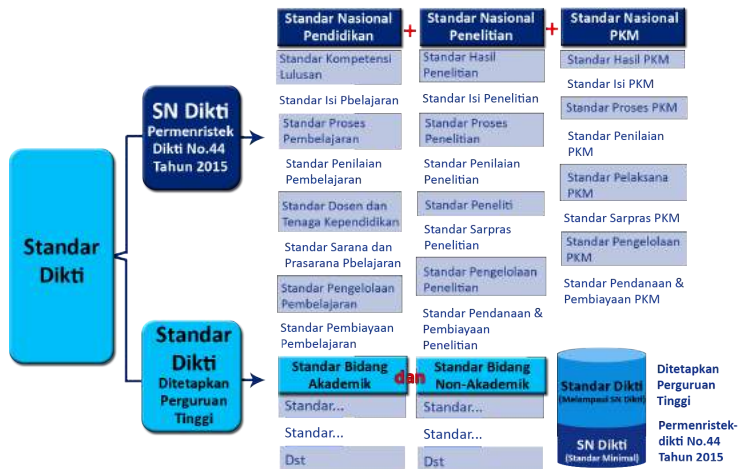 Standar
Dikti
SN Dikti
Permenristek
Dikti No.44
Tahun 2015
Standar
Dikti
Ditetapkan
Perguruan
Tinggi
Standar Nasional
Pendidikan
+
Standar Nasional
Penelitian
+
Standar Nasional
PKM
Standar Kompetensi
Lulusan
Standar Isi Pbelajaran
Standar Proses
Pembelajaran
Standar Penilaian
Pembelajaran
Standar Dosen dan
Tenaga Kependidikan
Standar Sarana dan
Prasarana Pbelajaran
Standar Pengelolaan
Pembelajaran
Standar Pembiayaan
Pembelajaran
Standar Hasil
Penelitian
Standar Isi Penelitian
Standar Proses
Penelitian
Standar Penilaian
Penelitian
Standar Peneliti
Standar Sarpras
Penelitian
Standar Pengelolaan
Penelitian
Standar Pendanaan &
Pembiayaan
Penelitian
Standar Hasil PKM
Standar Isi PKM
Standar Proses PKM
Standar Penilaian
PKM
Standar Pelaksana
PKM
Standar Sarpras PKM
Standar Pengelolaan
PKM
Standar Pendanaan &
Pembiayaan PKM
Standar Bidang
Akademik
dan
Standar Bidang
Non-Akademik
Standar...
Standar...
Dst
Standar...
Standar...
Dst
Standar Dikti
(Melampaui SN Dikti)
SN Dikti
(Standar Minimal)
Ditetapkan
Perguruan
Tinggi
Permenristek-
dikti No.44
Tahun 2015